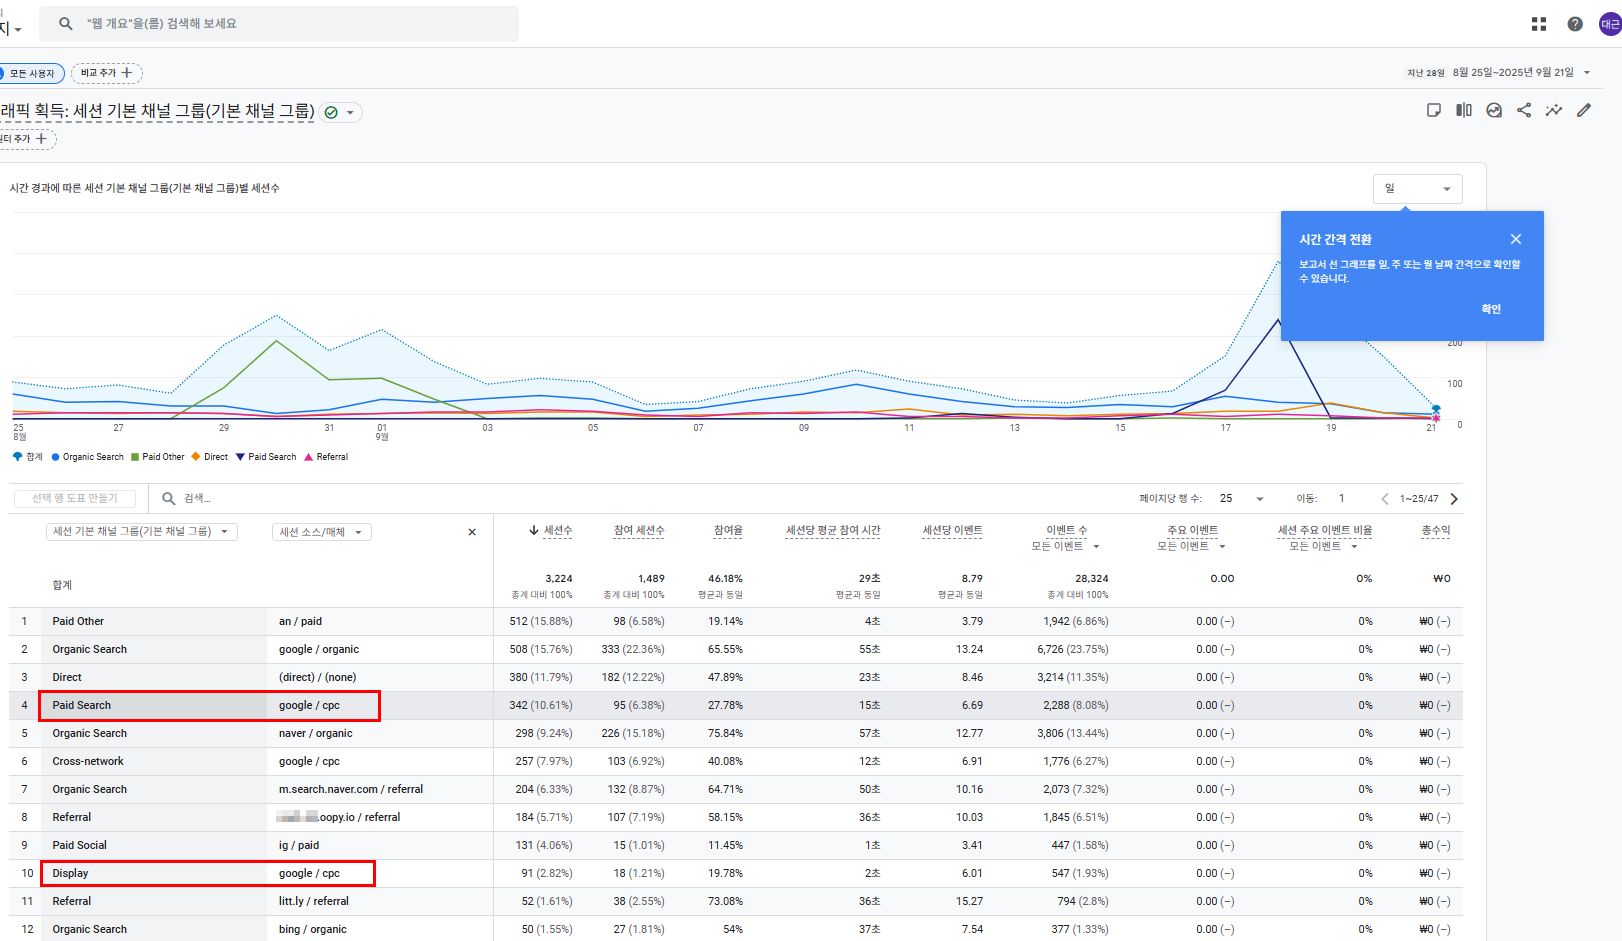 지
"웹 개요"을(를) 검색해 보세요
대근
모든 사용자
비교 추가
지난 28일 8월 25일~2025년 9월 21일
래픽 획득: 세션 기본 채널 그룹(기본 채널 그룹)
터 추가
시간 경과에 따른 세션 기본 채널 그룹(기본 채널 그룹)별 세션수
일
시간 간격 전환
보고서 선 그래프를 일, 주 또는 월 날짜 간격으로 확인할
수 있습니다.
확인
200
100
0
25 27 29 01 03 05 07 09 11 13 15 17 19 21
8월 9월
합계 Organic Search Paid Other Direct Paid Search Referral
선택 행 도표 만들기 검색... 페이지당 행 수: 25 이동: 1 1~25/47
세션 기본 채널 그룹(기본 채널 그룹) 세션 소스/매체 세션수 참여 세션수 참여율 세션당 평균 참여 시간 세션당 이벤트 이벤트 수 주요 이벤트 세션 주요 이벤트 비율 총수익
모든 이벤트 모든 이벤트 모든 이벤트
합계 3,224 1,489 46.18% 29초 8.79 28,324 0.00 0% ₩0
총계 대비 100% 총계 대비 100% 평균과 동일 평균과 동일 평균과 동일 총계 대비 100%
1 Paid Other an / paid 512 (15.88%) 98 (6.58%) 19.14% 4초 3.79 1,942 (6.86%) 0.00 (–) 0% ₩0 (–)
2 Organic Search google / organic 508 (15.76%) 333 (22.36%) 65.55% 55초 13.24 6,726 (23.75%) 0.00 (–) 0% ₩0 (–)
3 Direct (direct) / (none) 380 (11.79%) 182 (12.22%) 47.89% 23초 8.46 3,214 (11.35%) 0.00 (–) 0% ₩0 (–)
4 Paid Search google / cpc 342 (10.61%) 95 (6.38%) 27.78% 15초 6.69 2,288 (8.08%) 0.00 (–) 0% ₩0 (–)
5 Organic Search naver / organic 298 (9.24%) 226 (15.18%) 75.84% 57초 12.77 3,806 (13.44%) 0.00 (–) 0% ₩0 (–)
6 Cross-network google / cpc 257 (7.97%) 103 (6.92%) 40.08% 12초 6.91 1,776 (6.27%) 0.00 (–) 0% ₩0 (–)
7 Organic Search m.search.naver.com / referral 204 (6.33%) 132 (8.87%) 64.71% 50초 10.16 2,073 (7.32%) 0.00 (–) 0% ₩0 (–)
8 Referral .oopy.io / referral 184 (5.71%) 107 (7.19%) 58.15% 36초 10.03 1,845 (6.51%) 0.00 (–) 0% ₩0 (–)
9 Paid Social ig / paid 131 (4.06%) 15 (1.01%) 11.45% 1초 3.41 447 (1.58%) 0.00 (–) 0% ₩0 (–)
10 Display google / cpc 91 (2.82%) 18 (1.21%) 19.78% 2초 6.01 547 (1.93%) 0.00 (–) 0% ₩0 (–)
11 Referral litt.ly / referral 52 (1.61%) 38 (2.55%) 73.08% 36초 15.27 794 (2.8%) 0.00 (–) 0% ₩0 (–)
12 Organic Search bing / organic 50 (1.55%) 27 (1.81%) 54% 37초 7.54 377 (1.33%) 0.00 (–) 0% ₩0 (–)